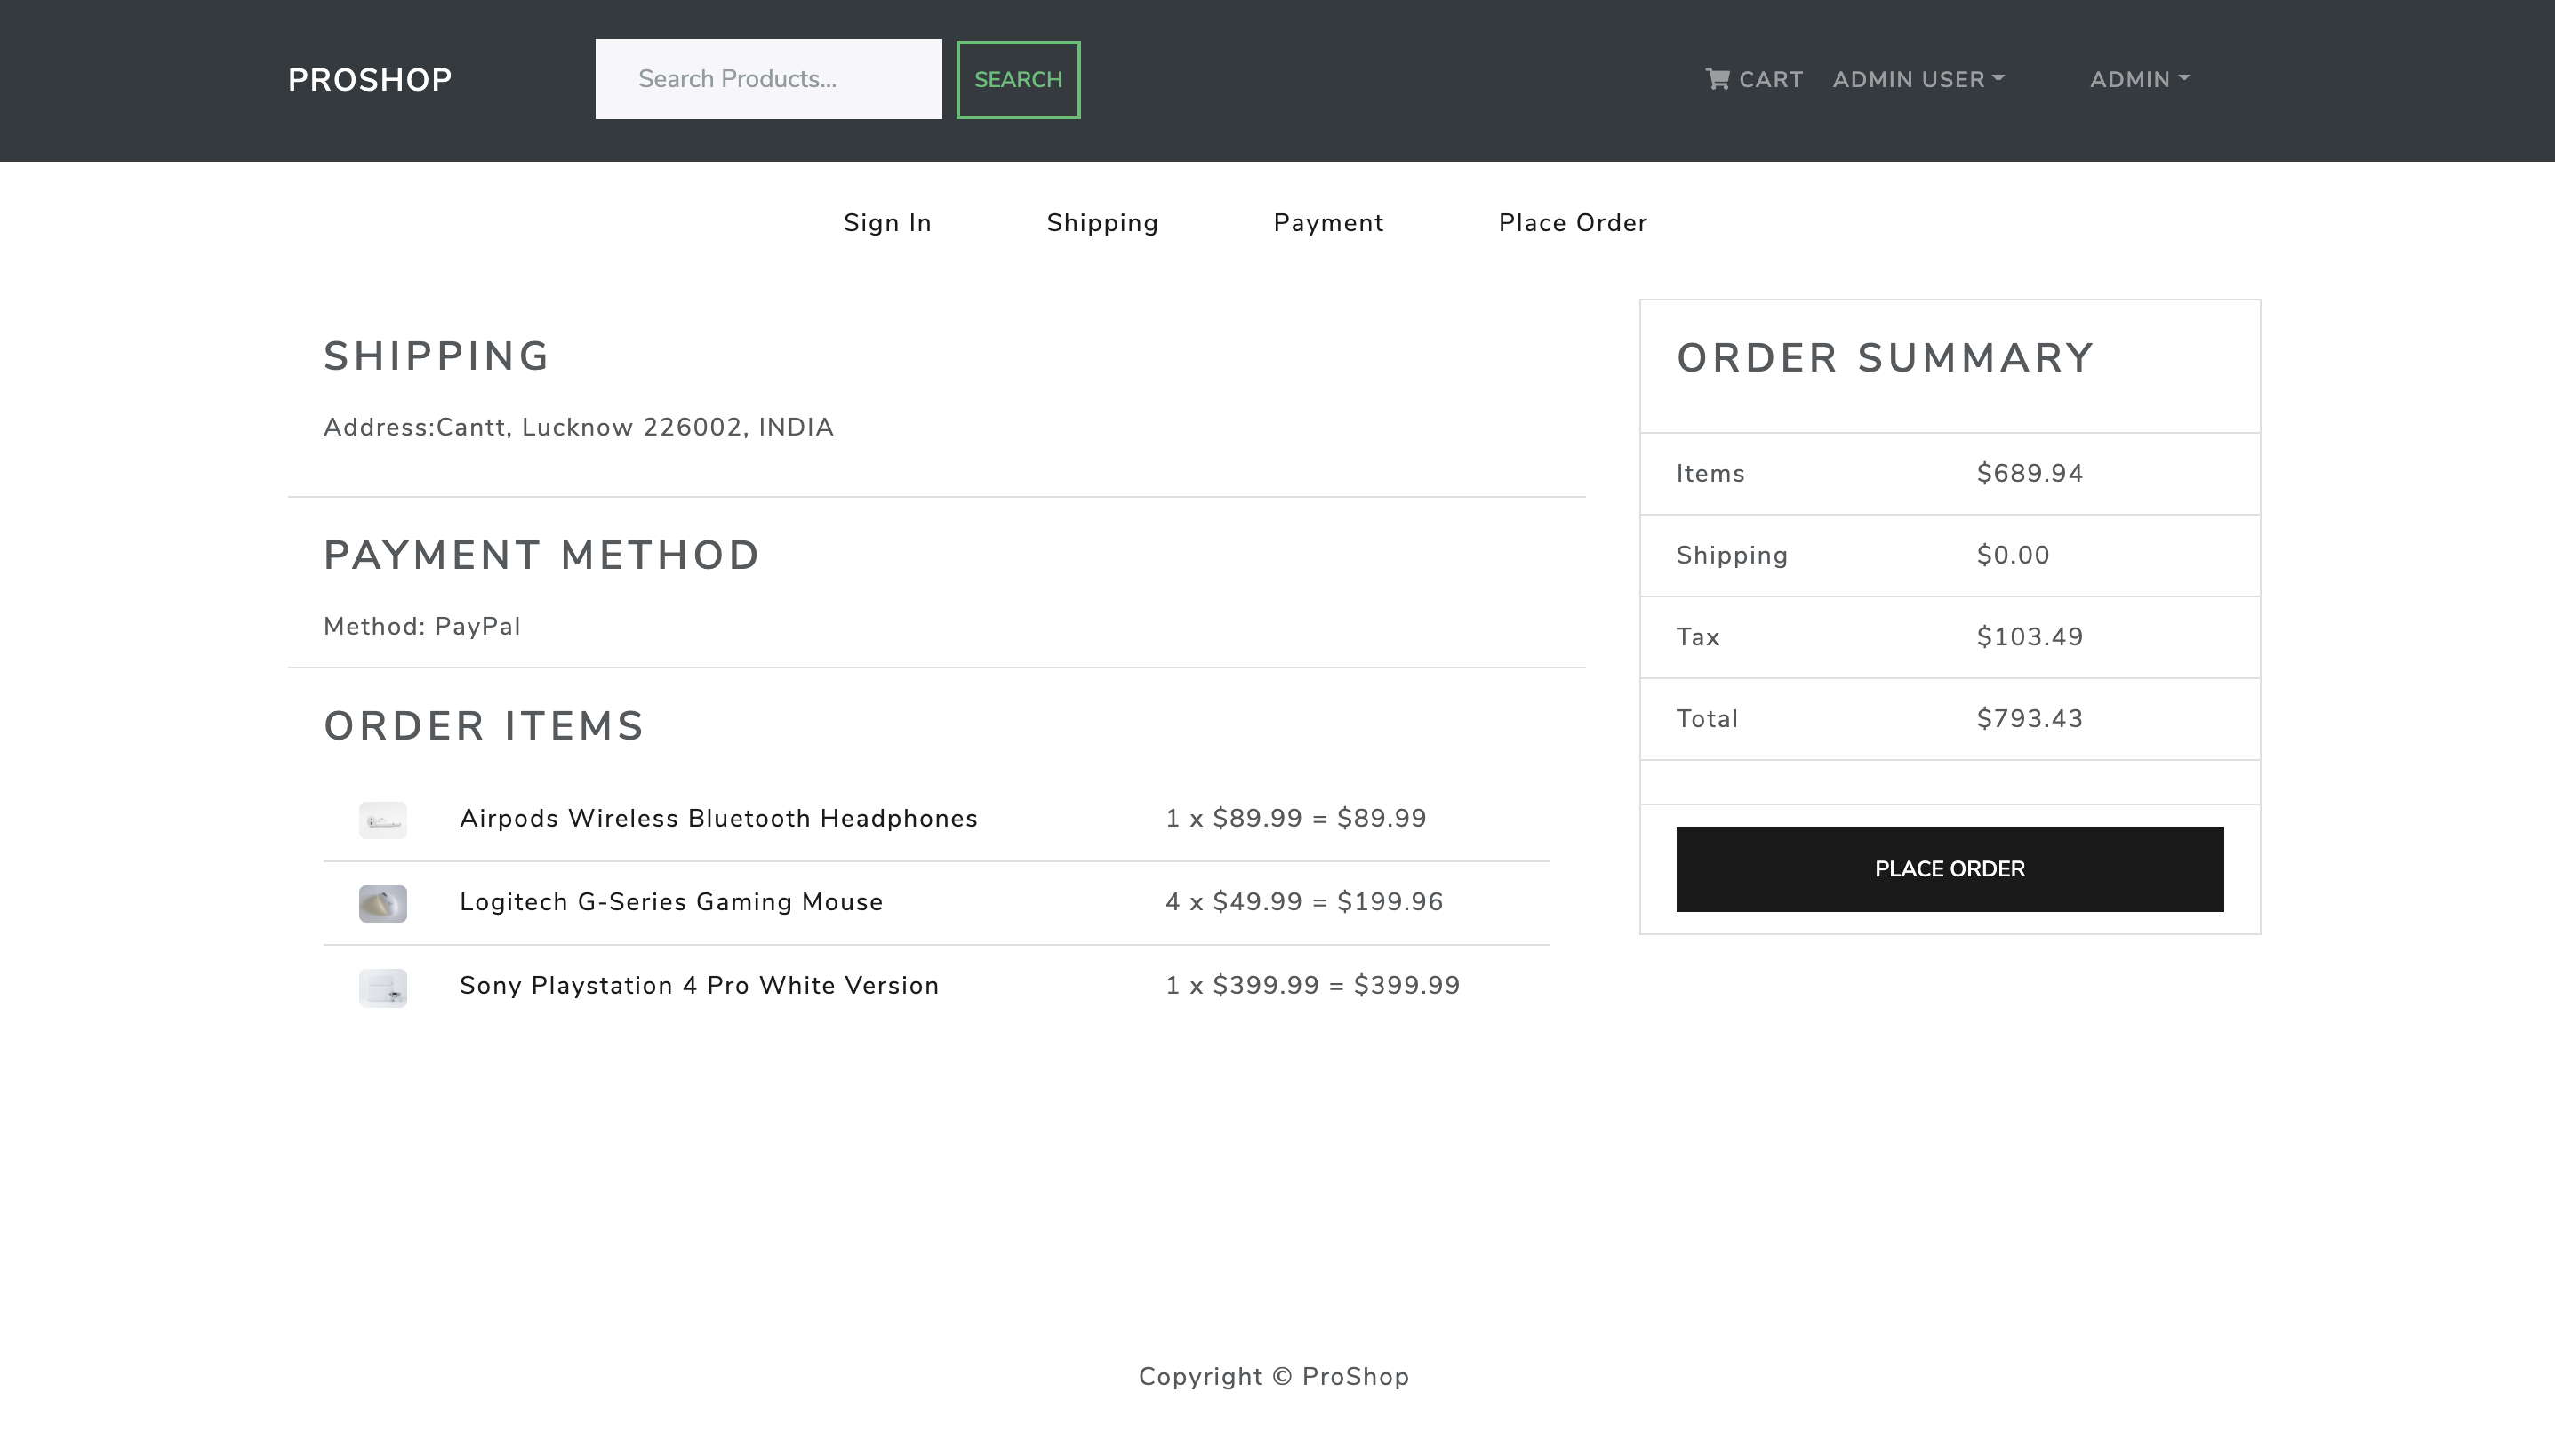 PROSHOP
Search Products...
SEARCH
CART
ADMIN USER
ADMIN
Sign In
Shipping
Payment
Place Order
SHIPPING
Address:Cantt, Lucknow 226002, INDIA
PAYMENT METHOD
Method: PayPal
ORDER ITEMS
Airpods Wireless Bluetooth Headphones
1 x $89.99 = $89.99
Logitech G-Series Gaming Mouse
4 x $49.99 = $199.96
Sony Playstation 4 Pro White Version
1 x $399.99 = $399.99
ORDER SUMMARY
Items $689.94
Shipping $0.00
Tax $103.49
Total $793.43
PLACE ORDER
Copyright © ProShop